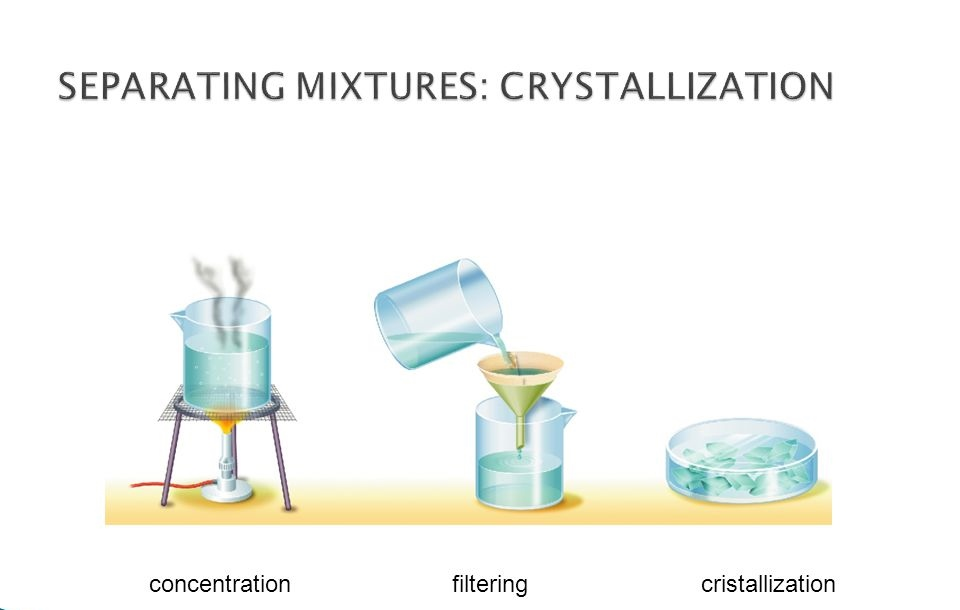 SEPARATING MIXTURES: CRYSTALLIZATION
concentration filtering cristallization